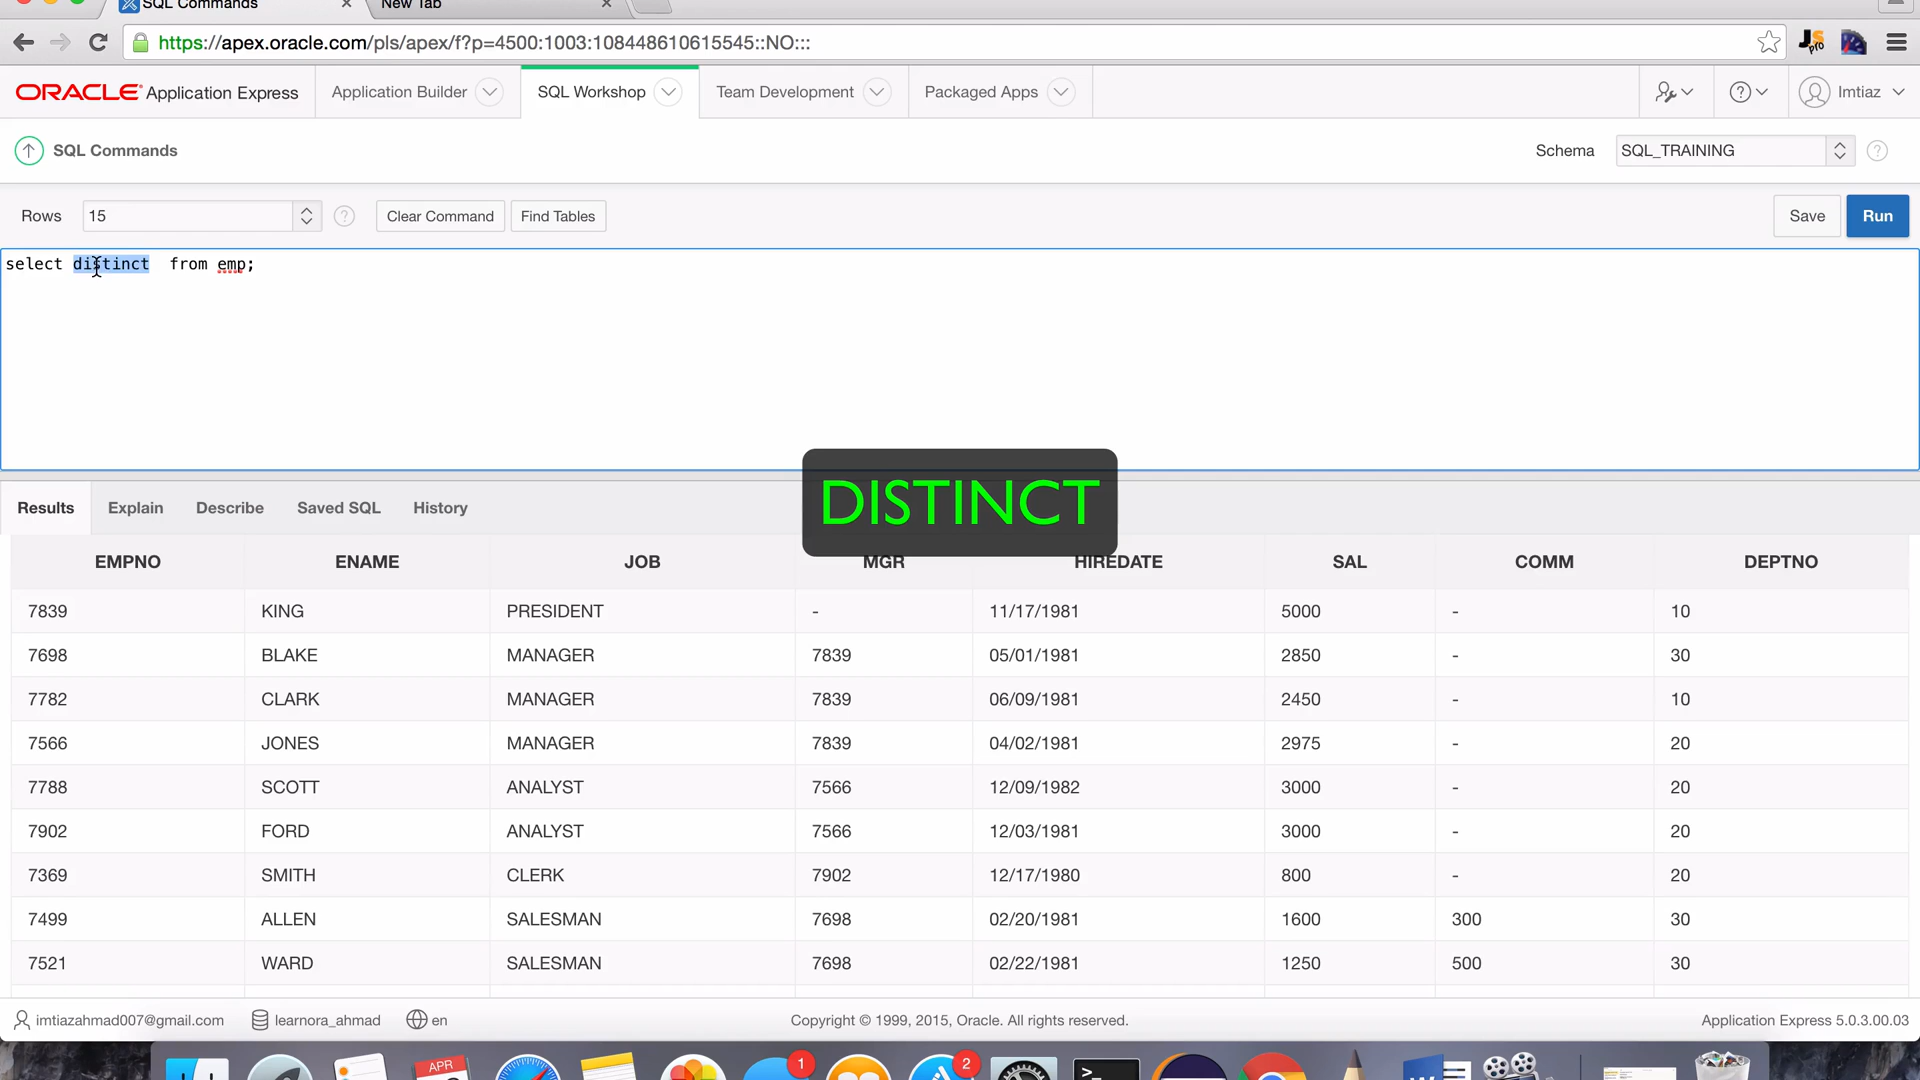 SQL Commands × New Tab ×
https://apex.oracle.com/pls/apex/f?p=4500:1003:108448610615545::NO:::
JS pro
ORACLE Application Express Application Builder SQL Workshop Team Development Packaged Apps ? Imtiaz
SQL Commands Schema SQL_TRAINING ?
Rows 15 ? Clear Command Find Tables Save Run
select distinct from emp;
DISTINCT
Results Explain Describe Saved SQL History
EMPNO ENAME JOB MGR HIREDATE SAL COMM DEPTNO
7839 KING PRESIDENT - 11/17/1981 5000 - 10
7698 BLAKE MANAGER 7839 05/01/1981 2850 - 30
7782 CLARK MANAGER 7839 06/09/1981 2450 - 10
7566 JONES MANAGER 7839 04/02/1981 2975 - 20
7788 SCOTT ANALYST 7566 12/09/1982 3000 - 20
7902 FORD ANALYST 7566 12/03/1981 3000 - 20
7369 SMITH CLERK 7902 12/17/1980 800 - 20
7499 ALLEN SALESMAN 7698 02/20/1981 1600 300 30
7521 WARD SALESMAN 7698 02/22/1981 1250 500 30
imtiazahmad007@gmail.com learnora_ahmad en Copyright © 1999, 2015, Oracle. All rights reserved. Application Express 5.0.3.00.03
APR 1 2 >_ W